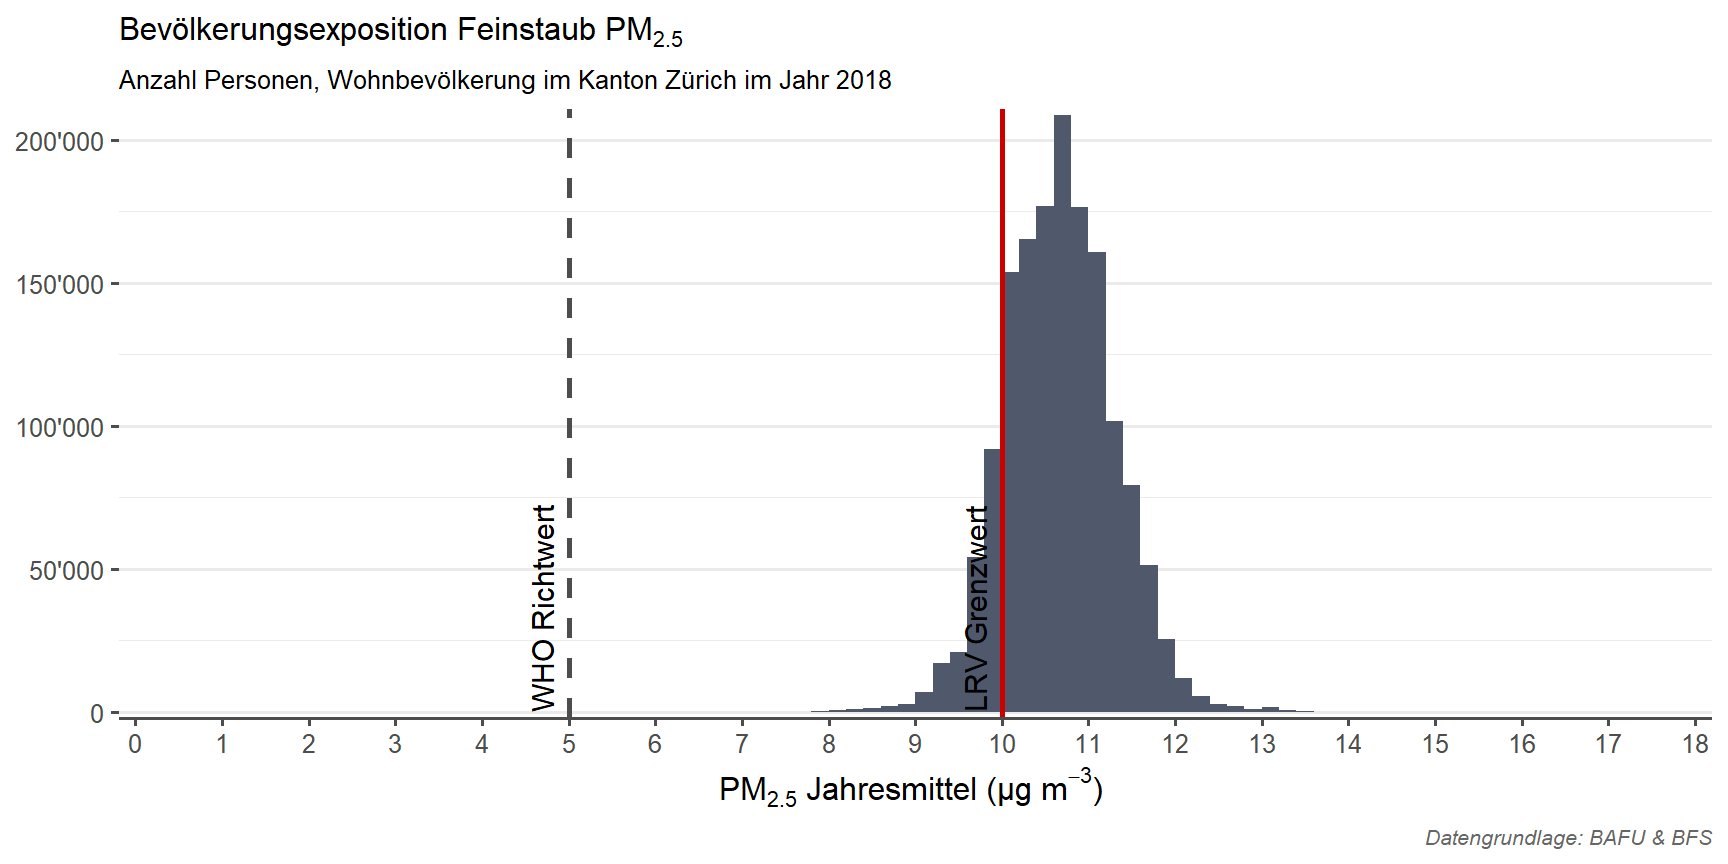 Bevölkerungsexposition Feinstaub PM2.5
Anzahl Personen, Wohnbevölkerung im Kanton Zürich im Jahr 2018
200'000
150'000
100'000
50'000
0
WHO Richtwert
LRV Grenzwert
0 1 2 3 4 5 6 7 8 9 10 11 12 13 14 15 16 17 18
PM2.5 Jahresmittel (µg m−3)
Datengrundlage: BAFU & BFS